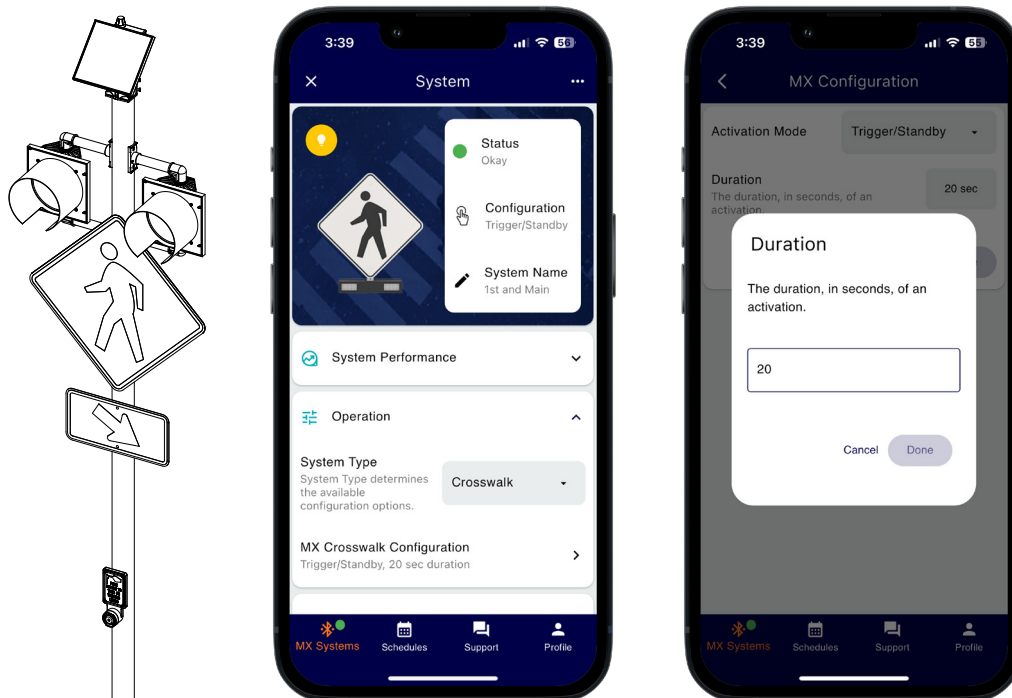 3:39
56
System
Status
Okay
Configuration
Trigger/Standby
System Name
1st and Main
System Performance
Operation
System Type
System Type determines
the available
configuration options.
Crosswalk
MX Crosswalk Configuration
Trigger/Standby, 20 sec duration
MX Systems
Schedules
Support
Profile
3:39
55
MX Configuration
Activation Mode
Trigger/Standby
Duration
The duration, in seconds, of an
activation.
20 sec
Duration
The duration, in seconds, of an
activation.
20
Cancel
Done
MX Systems
Schedules
Support
Profile